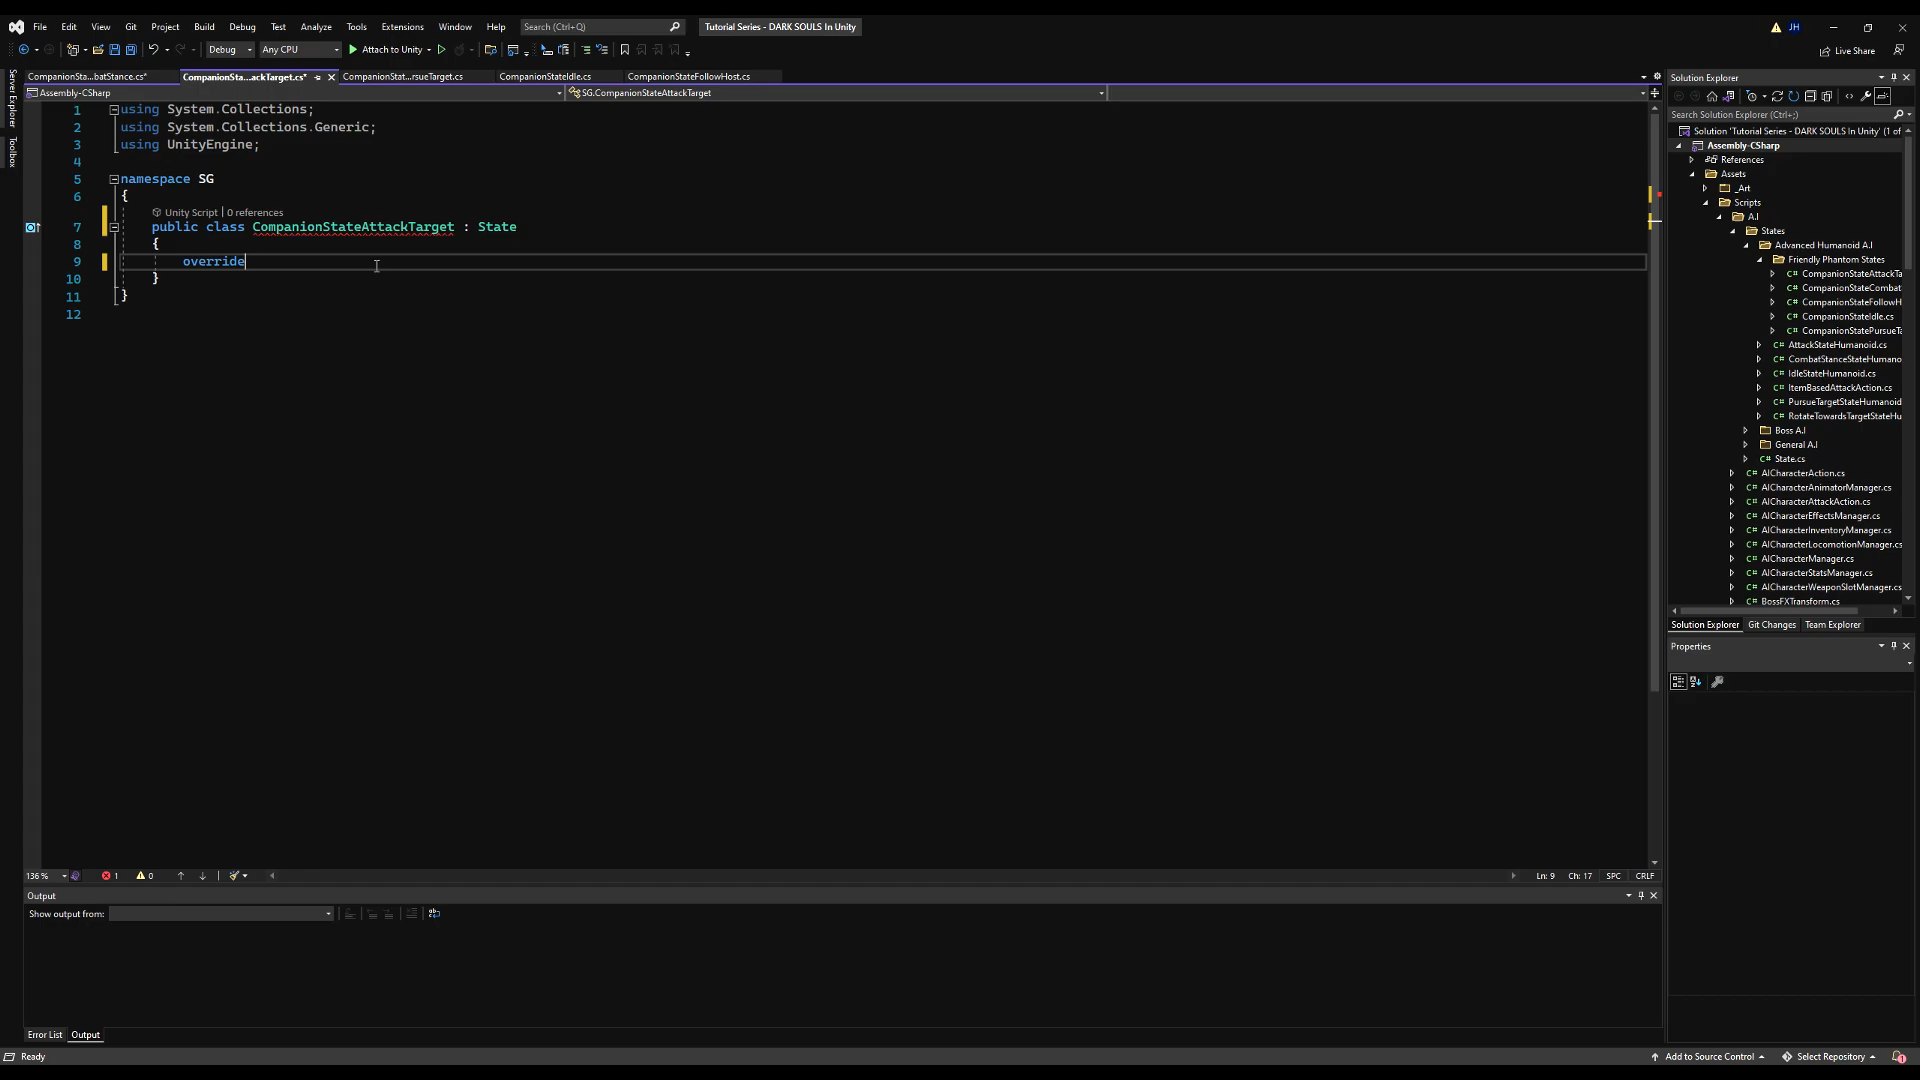 File Edit View Git Project Build Debug Test Analyze Tools Extensions Window Help Search (Ctrl+Q) Tutorial Series - DARK SOULS In Unity JH
Debug Any CPU Attach to Unity Live Share
CompanionSta...batStance.cs* CompanionSta...ackTarget.cs* CompanionStat...rsueTarget.cs CompanionStateIdle.cs CompanionStateFollowHost.cs
Assembly-CSharp SG.CompanionStateAttackTarget
1 using System.Collections;
2 using System.Collections.Generic;
3 using UnityEngine;
4
5 namespace SG
6 {
Unity Script | 0 references
7 public class CompanionStateAttackTarget : State
8 {
9 override
10 }
11 }
12
136 % 1 0 Ln: 9 Ch: 17 SPC CRLF
Output
Show output from:
Error List Output
Ready Add to Source Control Select Repository 1
Server Explorer
Toolbox
Solution Explorer
Search Solution Explorer (Ctrl+;)
Solution 'Tutorial Series - DARK SOULS In Unity' (1 of
Assembly-CSharp
References
Assets
_Art
Scripts
A.I
States
Advanced Humanoid A.I
Friendly Phantom States
C# CompanionStateAttackTa
C# CompanionStateCombat
C# CompanionStateFollowH
C# CompanionStateIdle.cs
C# CompanionStatePursueTa
C# AttackStateHumanoid.cs
C# CombatStanceStateHumano
C# IdleStateHumanoid.cs
C# ItemBasedAttackAction.cs
C# PursueTargetStateHumanoid
C# RotateTowardsTargetStateHu
Boss A.I
General A.I
C# State.cs
C# AICharacterAction.cs
C# AICharacterAnimatorManager.cs
C# AICharacterAttackAction.cs
C# AICharacterEffectsManager.cs
C# AICharacterInventoryManager.cs
C# AICharacterLocomotionManager.cs
C# AICharacterManager.cs
C# AICharacterStatsManager.cs
C# AICharacterWeaponSlotManager.cs
C# BossFXTransform.cs
Solution Explorer Git Changes Team Explorer
Properties